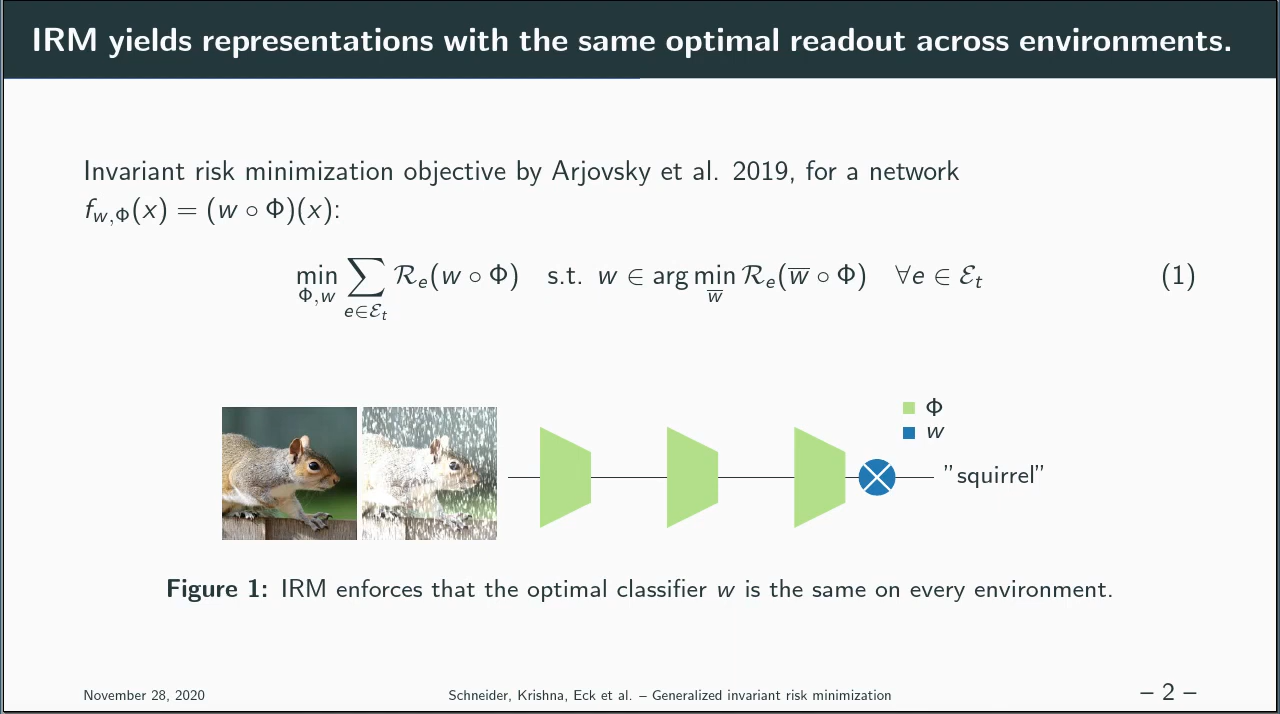 IRM yields representations with the same optimal readout across environments.
Invariant risk minimization objective by Arjovsky et al. 2019, for a network
f_{w,Φ}(x) = (w ∘ Φ)(x):
min_{Φ,w} ∑_{e∈ℰ_t} ℛ_e(w ∘ Φ) s.t. w ∈ arg min_{w̅} ℛ_e(w̅ ∘ Φ) ∀e ∈ ℰ_t (1)
Φ
w
"squirrel"
Figure 1: IRM enforces that the optimal classifier w is the same on every environment.
November 28, 2020 Schneider, Krishna, Eck et al. – Generalized invariant risk minimization – 2 –